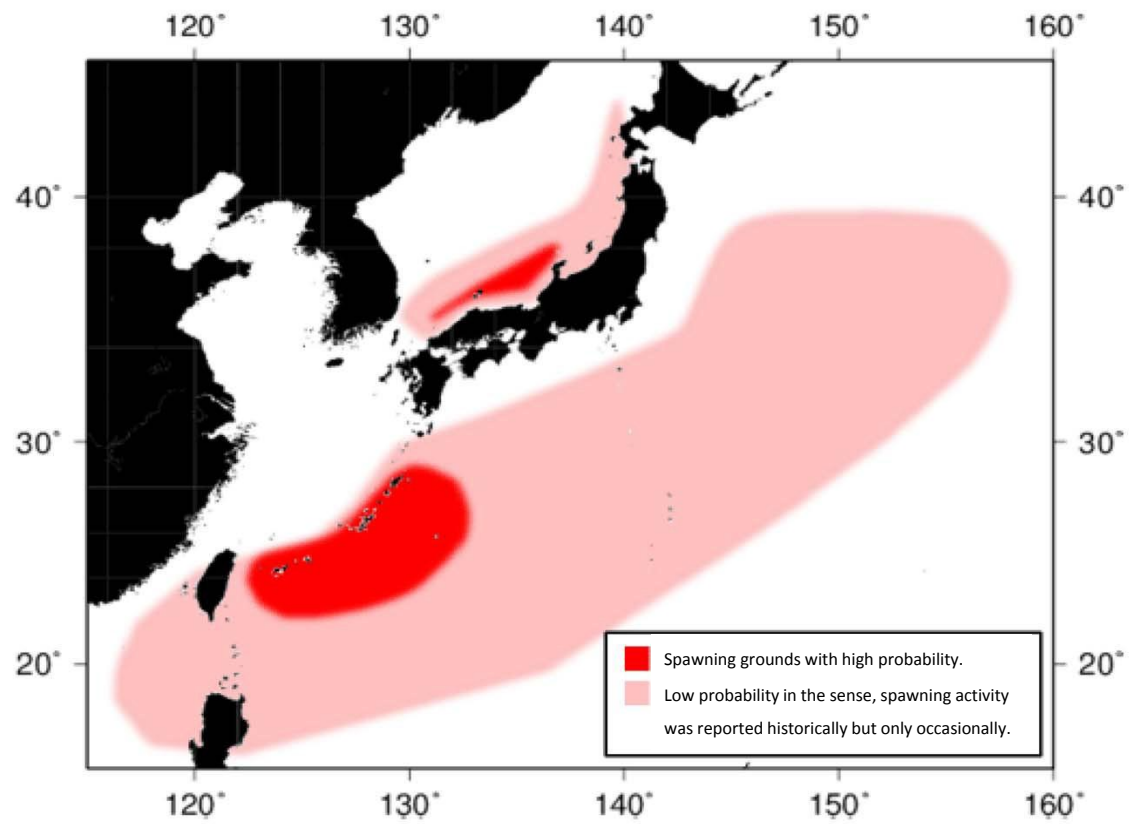 120° 130° 140° 150° 160°
40° 40°
30° 30°
20° 20°
Spawning grounds with high probability.
Low probability in the sense, spawning activity
was reported historically but only occasionally.
120° 130° 140° 150° 160°